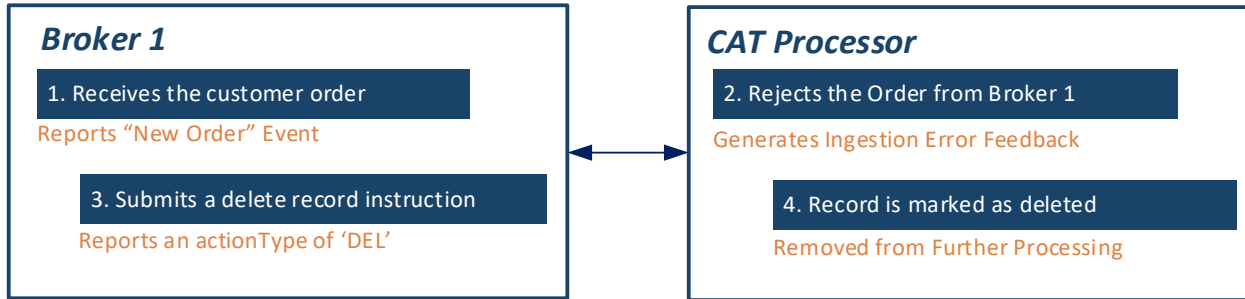 Broker 1
1. Receives the customer order
Reports “New Order” Event
3. Submits a delete record instruction
Reports an actionType of ‘DEL’
CAT Processor
2. Rejects the Order from Broker 1
Generates Ingestion Error Feedback
4. Record is marked as deleted
Removed from Further Processing